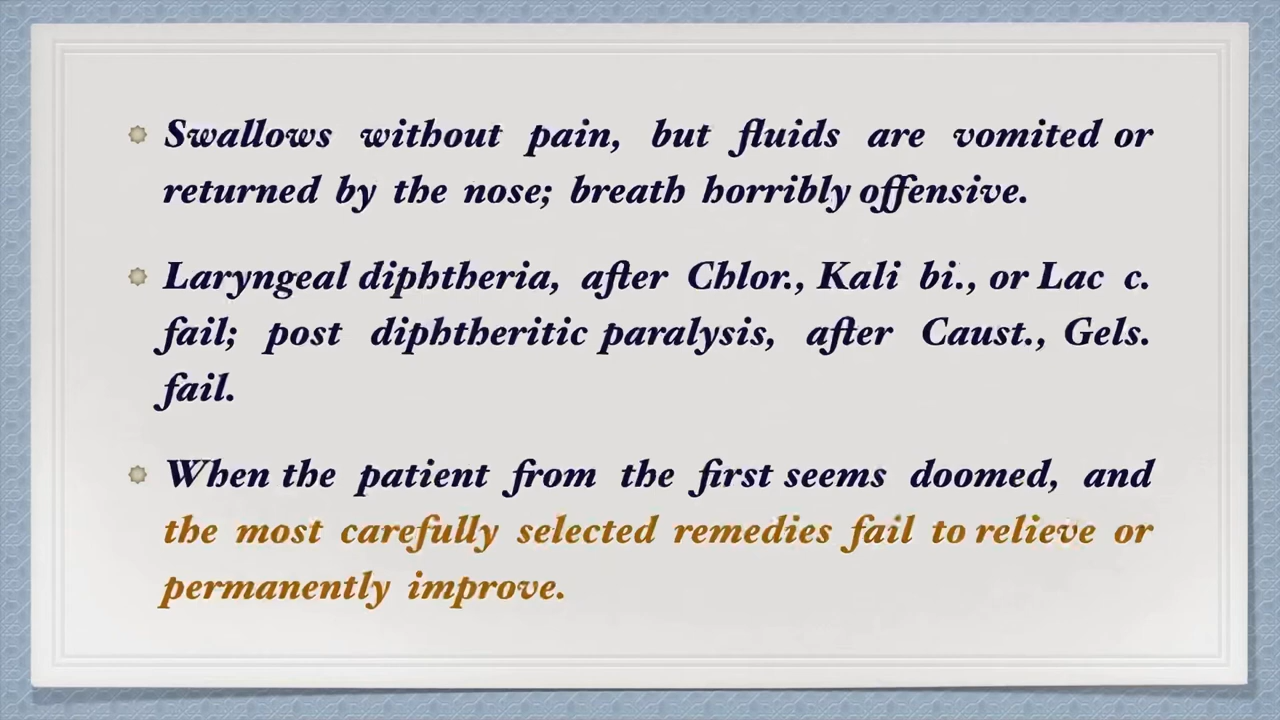 Swallows without pain, but fluids are vomited or
returned by the nose; breath horribly offensive.
Laryngeal diphtheria, after Chlor., Kali bi., or Lac c.
fail; post diphtheritic paralysis, after Caust., Gels.
fail.
When the patient from the first seems doomed, and
the most carefully selected remedies fail to relieve or
permanently improve.